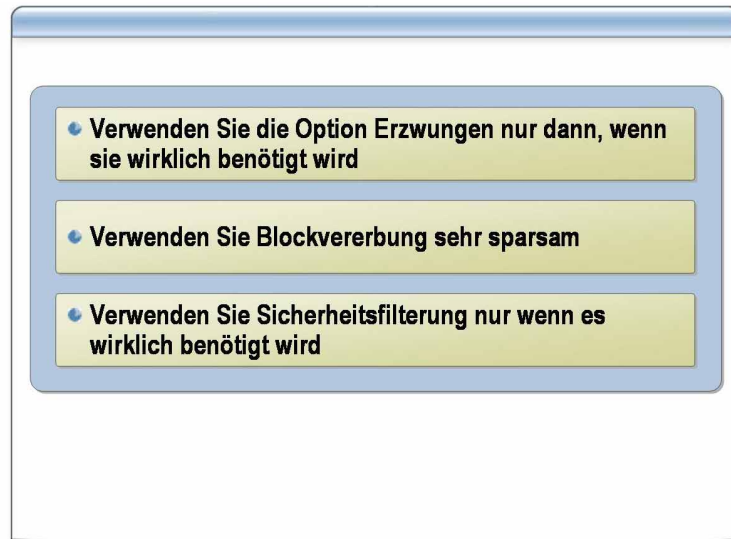 Verwenden Sie die Option Erzwungen nur dann, wenn
sie wirklich benötigt wird
Verwenden Sie Blockvererbung sehr sparsam
Verwenden Sie Sicherheitsfilterung nur wenn es
wirklich benötigt wird